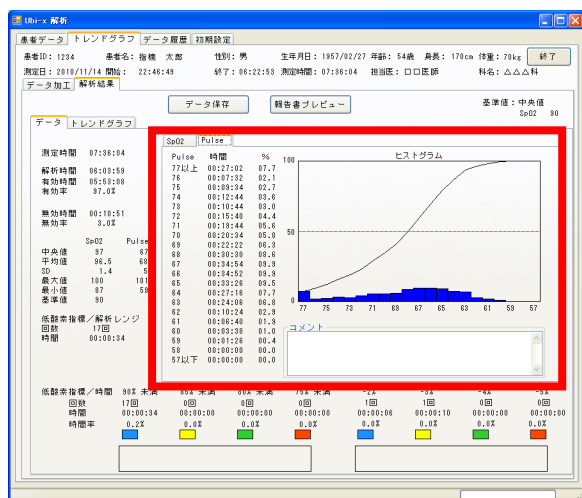 Ubi-x 解析
患者データ トレンドグラフ データ履歴 初期設定
患者ID: 1234 患者名: 指機 太郎 性別: 男 生年月日: 1957/02/27 年齢: 54歳 身長: 170cm 体重: 70kg 終了
測定日: 2010/11/14 開始: 22:46:49 終了: 06:22:53 測定時間: 07:36:04 担当医: 口口医師 科名: △△△科
データ加工 解析結果
データ保存 報告書プレビュー 基準値: 中央値
SpO2 90
データ トレンドグラフ
SpO2 Pulse
測定時間 07:36:04
解析時間 06:03:59
有効時間 05:53:08
有効率 97.0%
無効時間 00:10:51
無効率 3.0%
SpO2 Pulse
中央値 97 67
平均値 96.5 68
SD 1.4 5
最大値 100 101
最小値 87 59
基準値 90
低酸素指標/解析レンジ
回数 17回
時間 00:00:34
Pulse 時間 %
77以上 00:27:02 07.7
76 00:07:32 02.1
75 00:09:34 02.7
74 00:12:44 03.6
73 00:10:44 03.0
72 00:15:40 04.4
71 00:19:44 05.6
70 00:20:34 05.8
69 00:22:22 06.3
68 00:30:30 08.6
67 00:34:54 09.9
66 00:34:52 09.9
65 00:33:26 09.5
64 00:27:16 07.7
63 00:24:06 06.8
62 00:10:24 02.9
61 00:06:40 01.9
60 00:03:38 01.0
59 00:01:26 00.4
58 00:00:00 00.0
57以下 00:00:00 00.0
ヒストグラム
100
50
0
77 75 73 71 69 67 65 63 61 59 57
コメント
低酸素指標/時間 90% 未満 85% 未満 80% 未満 75% 未満 -2% -3% -4% -5%
回数 17回 0回 0回 0回 1回 1回 0回 0回
時間 00:00:34 00:00:00 00:00:00 00:00:00 00:00:06 00:00:10 00:00:00 00:00:00
時間率 0.2% 0.0% 0.0% 0.0% 0.0% 0.0% 0.0% 0.0%